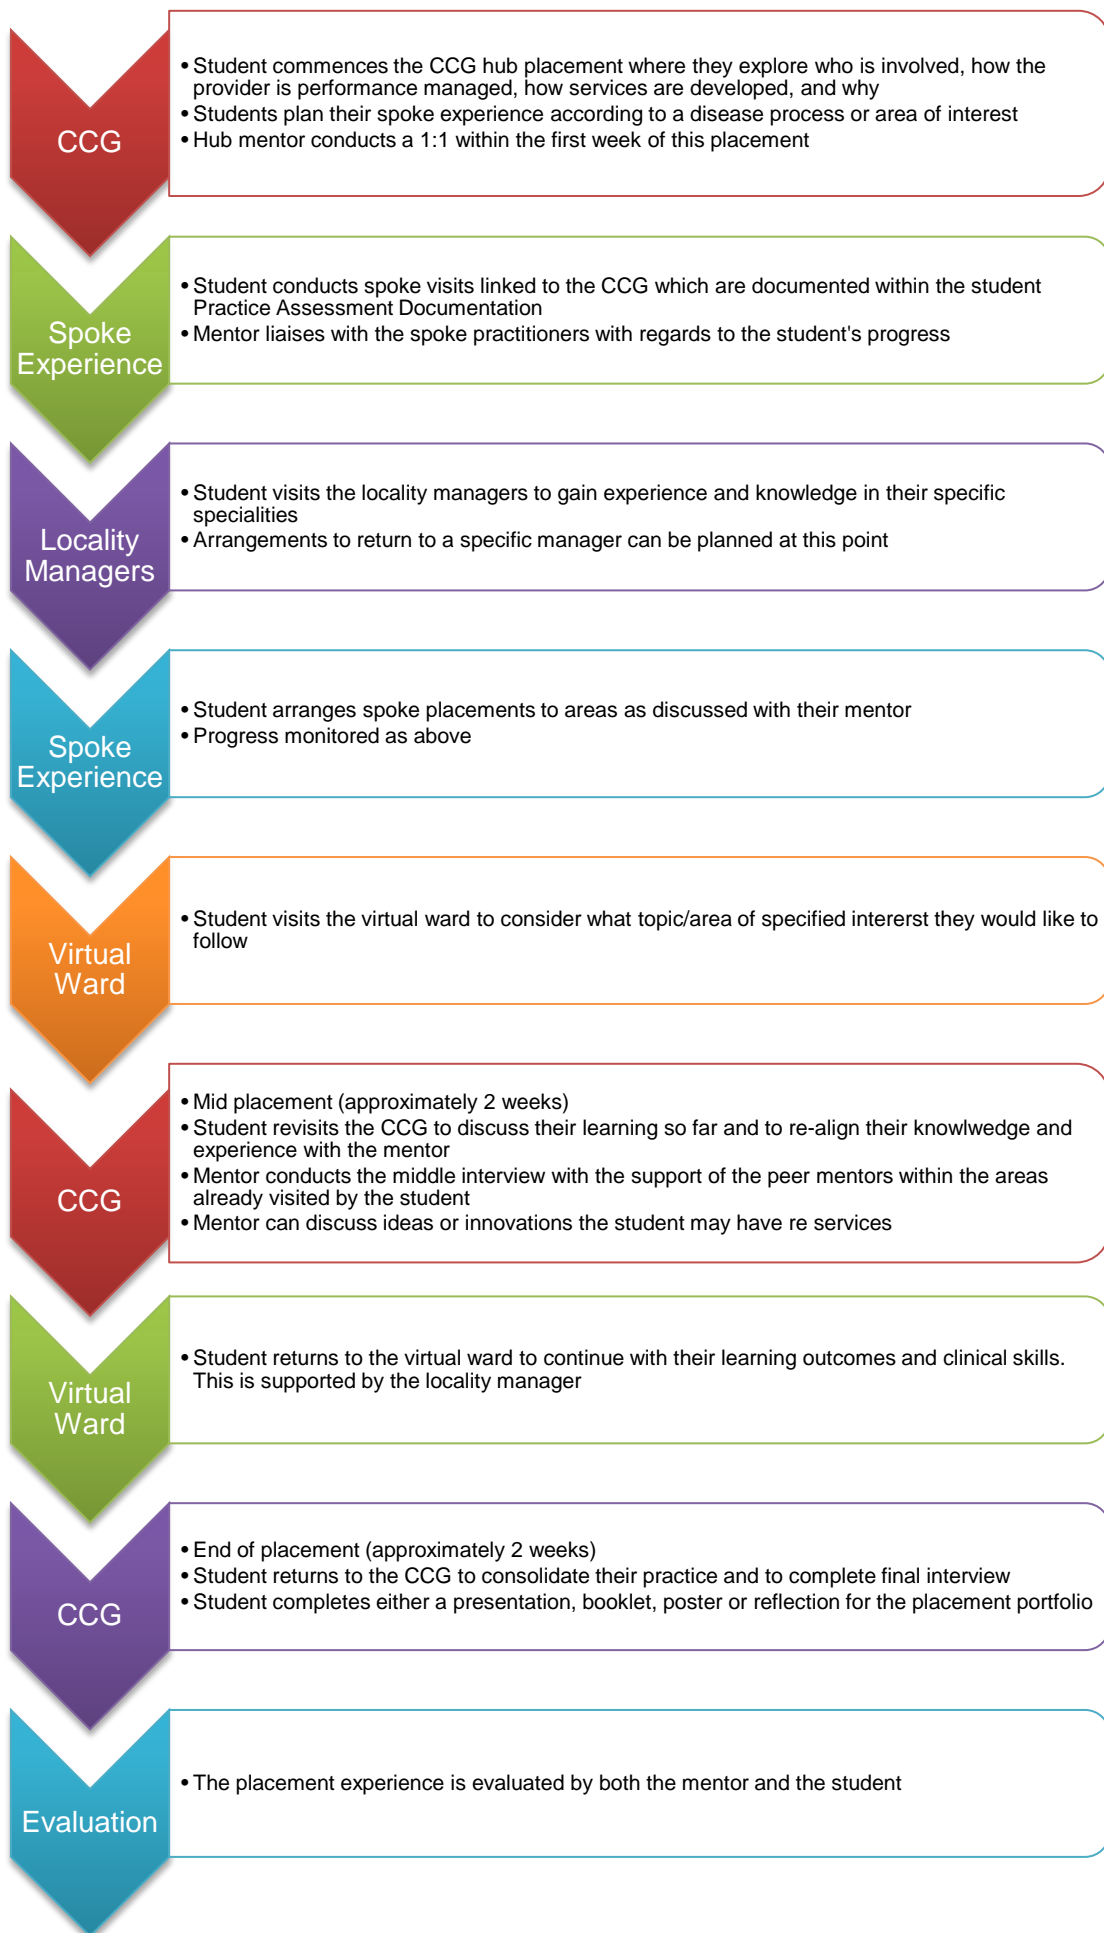 CCG
• Student commences the CCG hub placement where they explore who is involved, how the
provider is performance managed, how services are developed, and why
• Students plan their spoke experience according to a disease process or area of interest
• Hub mentor conducts a 1:1 within the first week of this placement
Spoke
Experience
• Student conducts spoke visits linked to the CCG which are documented within the student
Practice Assessment Documentation
• Mentor liaises with the spoke practitioners with regards to the student's progress
Locality
Managers
• Student visits the locality managers to gain experience and knowledge in their specific
specialities
• Arrangements to return to a specific manager can be planned at this point
Spoke
Experience
• Student arranges spoke placements to areas as discussed with their mentor
• Progress monitored as above
Virtual
Ward
• Student visits the virtual ward to consider what topic/area of specified intererst they would like to
follow
CCG
• Mid placement (approximately 2 weeks)
• Student revisits the CCG to discuss their learning so far and to re-align their knowlwedge and
experience with the mentor
• Mentor conducts the middle interview with the support of the peer mentors within the areas
already visited by the student
• Mentor can discuss ideas or innovations the student may have re services
Virtual
Ward
• Student returns to the virtual ward to continue with their learning outcomes and clinical skills.
This is supported by the locality manager
CCG
• End of placement (approximately 2 weeks)
• Student returns to the CCG to consolidate their practice and to complete final interview
• Student completes either a presentation, booklet, poster or reflection for the placement portfolio
Evaluation
• The placement experience is evaluated by both the mentor and the student